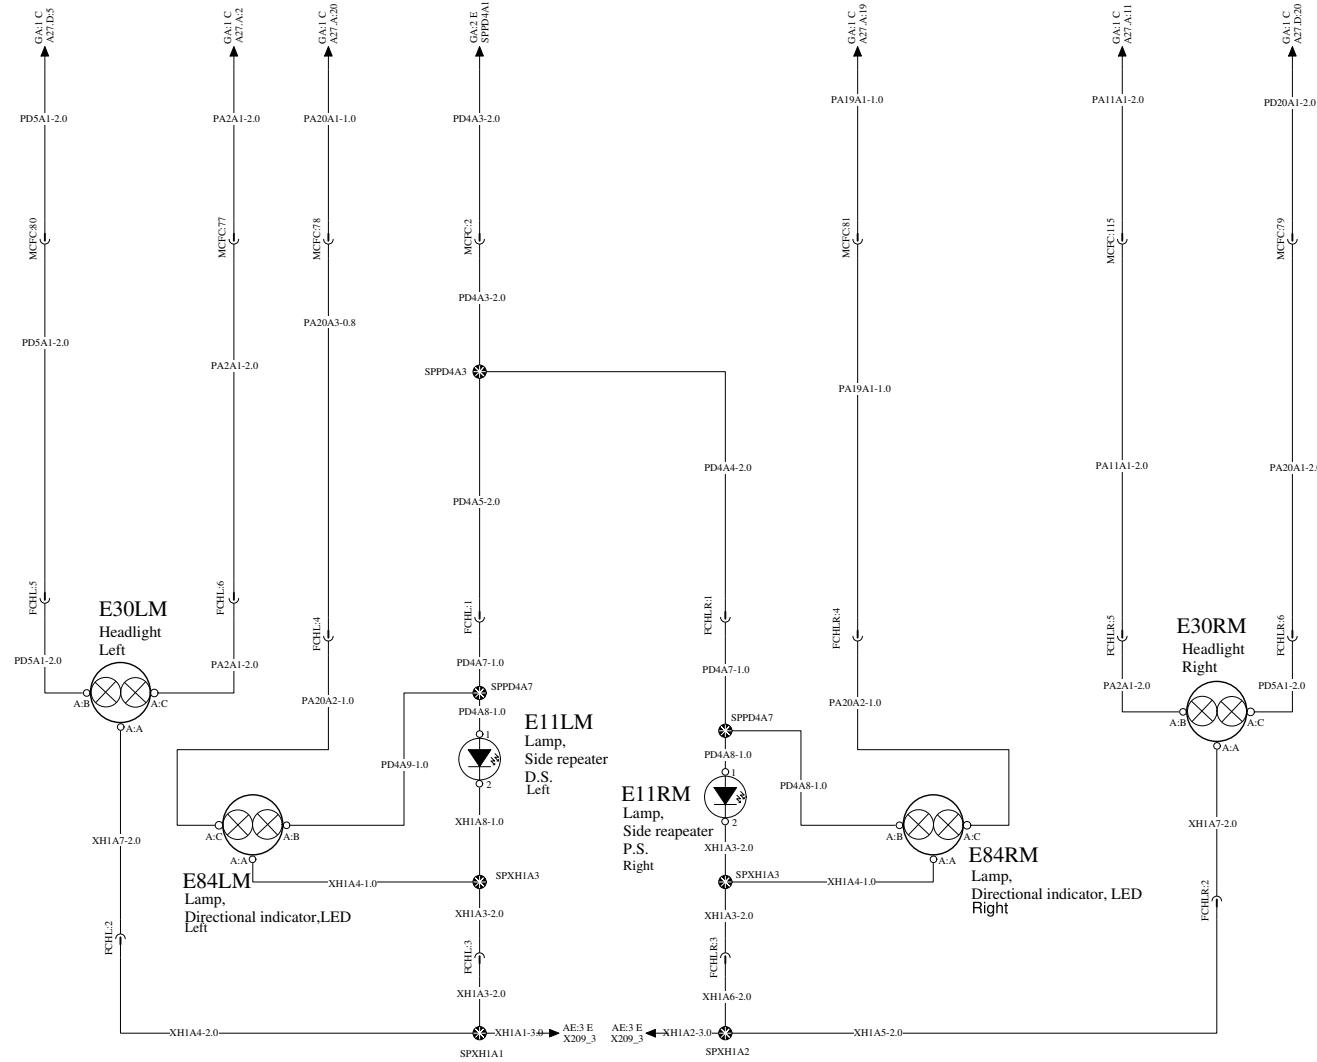 GA:1 C
A27.D:5
GA:1 C
A27.A:2
GA:1 C
A27.A:20
GA:2 E
SPPD4A1
GA:1 C
A27.A:19
GA:1 C
A27.A:11
GA:1 C
A27.D:20
PD5A1-2.0
PA2A1-2.0
PA20A1-1.0
PD4A3-2.0
PA19A1-1.0
PA11A1-2.0
PD20A1-2.0
MCFC:80
MCFC:77
MCFC:78
MCFC:2
MCFC:81
MCFC:115
MCFC:79
PD5A1-2.0
PA2A1-2.0
PA20A3-0.8
PD4A3-2.0
SPPD4A3
PA19A1-1.0
PD4A5-2.0
PD4A4-2.0
PA11A1-2.0
PA20A1-2.0
FCHL:5
FCHL:6
FCHL:4
FCHL:1
FCHLR:1
FCHLR:4
FCHLR:5
FCHLR:6
E30LM
Headlight
Left
PD5A1-2.0
PA2A1-2.0
A:B
A:C
A:A
PA20A2-1.0
PD4A7-1.0
SPPD4A7
PD4A8-1.0
PD4A9-1.0
1
2
E11LM
Lamp,
Side repeater
D.S.
Left
PD4A7-1.0
SPPD4A7
PD4A8-1.0
PD4A8-1.0
1
2
E11RM
Lamp,
Side reapeater
P.S.
Right
PA20A2-1.0
E30RM
Headlight
Right
PA2A1-2.0
PD5A1-2.0
A:B
A:C
A:A
XH1A7-2.0
A:C
A:B
A:A
E84LM
Lamp,
Directional indicator,LED
Left
XH1A8-1.0
XH1A4-1.0
SPXH1A3
XH1A3-2.0
XH1A3-2.0
SPXH1A3
XH1A4-1.0
XH1A3-2.0
A:B
A:C
A:A
E84RM
Lamp,
Directional indicator, LED
Right
XH1A7-2.0
FCHL:2
FCHL:3
FCHLR:3
FCHLR:2
XH1A3-2.0
XH1A6-2.0
XH1A4-2.0
XH1A1-3.0
AE:3 E
X209_3
AE:3 E
X209_3
XH1A2-3.0
XH1A5-2.0
SPXH1A1
SPXH1A2